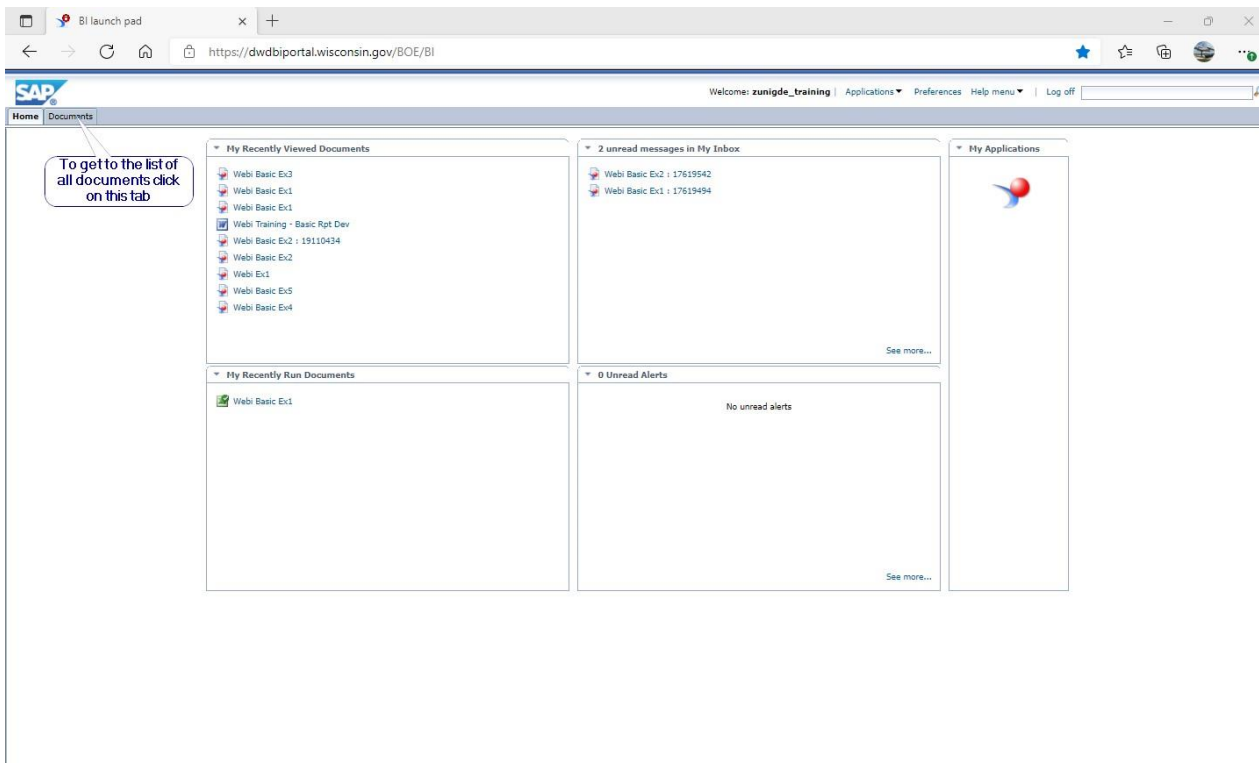 BI launch pad
https://dwdbiportal.wisconsin.gov/BOE/BI
SAP
Welcome: zunigde_training | Applications Preferences Help menu | Log off
Home Documents
To get to the list of
all documents click
on this tab
My Recently Viewed Documents
Webi Basic Ex3
Webi Basic Ex1
Webi Basic Ex1
Webi Training - Basic Rpt Dev
Webi Basic Ex2 : 19110434
Webi Basic Ex2
Webi Ex1
Webi Basic Ex5
Webi Basic Ex4
2 unread messages in My Inbox
Webi Basic Ex2 : 17619542
Webi Basic Ex1 : 17619494
See more...
My Applications
My Recently Run Documents
Webi Basic Ex1
0 Unread Alerts
No unread alerts
See more...